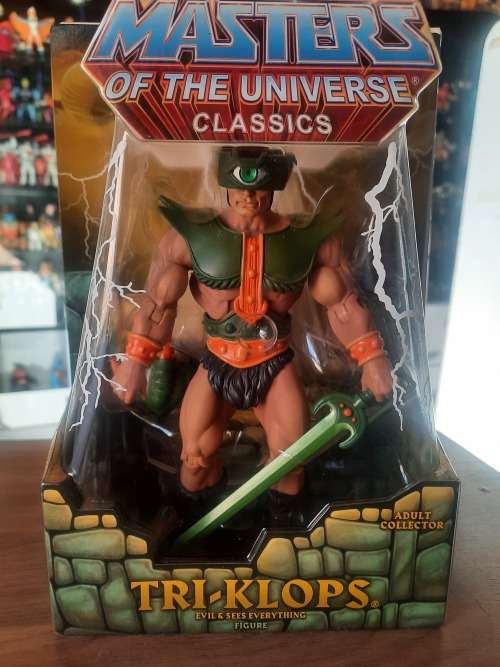 MASTERS
OF THE UNIVERSE®
CLASSICS
ADULT
COLLECTOR
TRI-KLOPS®
EVIL & SEES EVERYTHING
FIGURE